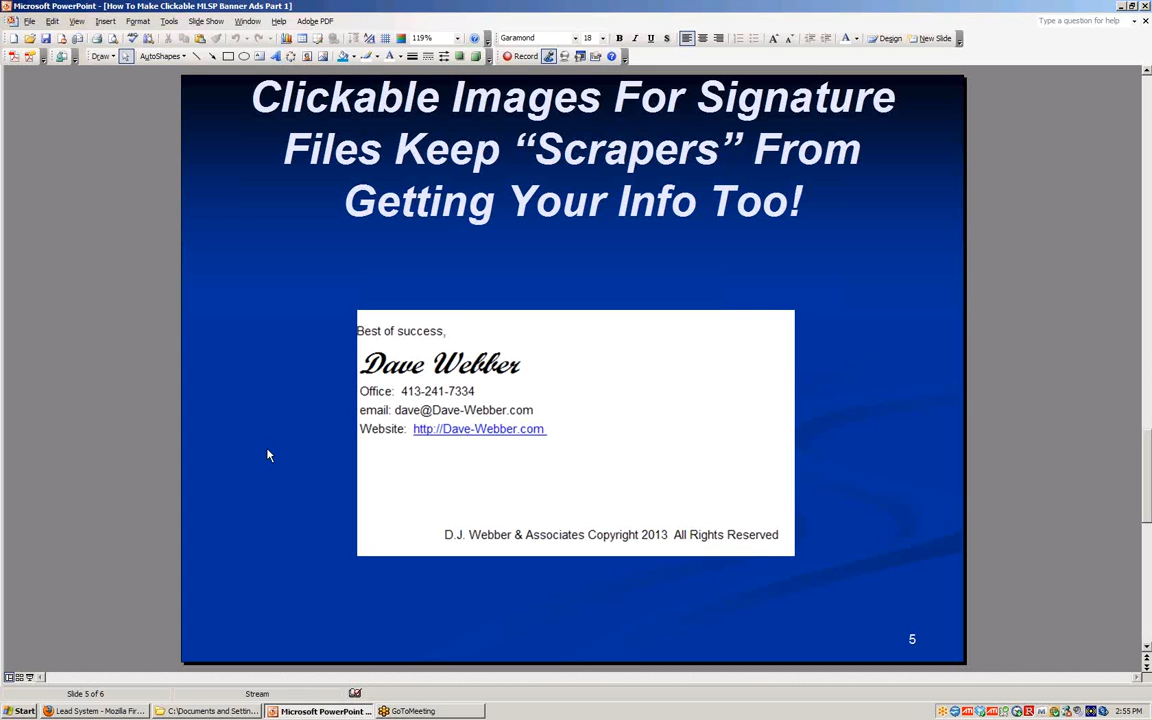 Microsoft PowerPoint - [How To Make Clickable MLSP Banner Ads Part 1]
File Edit View Insert Format Tools Slide Show Window Help Adobe PDF
Type a question for help
119%
Garamond 18 B I U S
Design New Slide
Draw AutoShapes
Record
Clickable Images For Signature
Files Keep “Scrapers” From
Getting Your Info Too!
Best of success,
Dave Webber
Office: 413-241-7334
email: dave@Dave-Webber.com
Website: http://Dave-Webber.com
D.J. Webber & Associates Copyright 2013 All Rights Reserved
5
Slide 5 of 6
Stream
Start
Lead System - Mozilla Fir...
C:\Documents and Settin...
Microsoft PowerPoint ...
GoToMeeting
2:55 PM